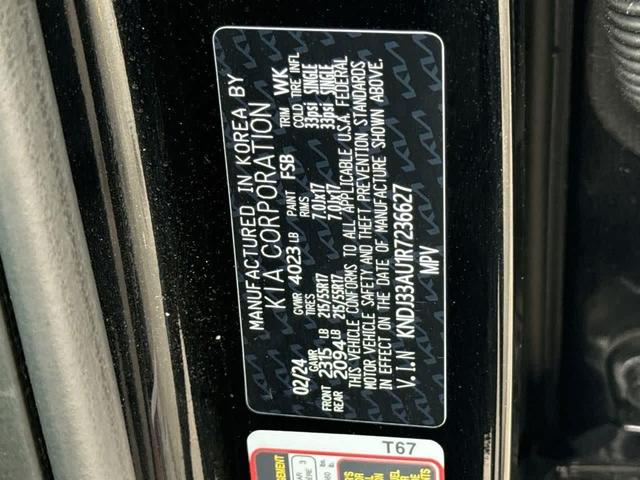 MANUFACTURED IN KOREA BY
KIA CORPORATION
02/24 GVWR 4023 LB PAINT FSB TRIM WK
GAWR TIRES RIMS COLD TIRE INFL
FRONT 2315 LB 215/55R17 7.0Jx17 33psi SINGLE
REAR 2094 LB 215/55R17 7.0Jx17 33psi SINGLE
THIS VEHICLE CONFORMS TO ALL APPLICABLE U.S.A. FEDERAL
MOTOR VEHICLE SAFETY AND THEFT PREVENTION STANDARDS
IN EFFECT ON THE DATE OF MANUFACTURE SHOWN ABOVE.
V.I.N KNDJ33AU1R7236627
MPV
T67